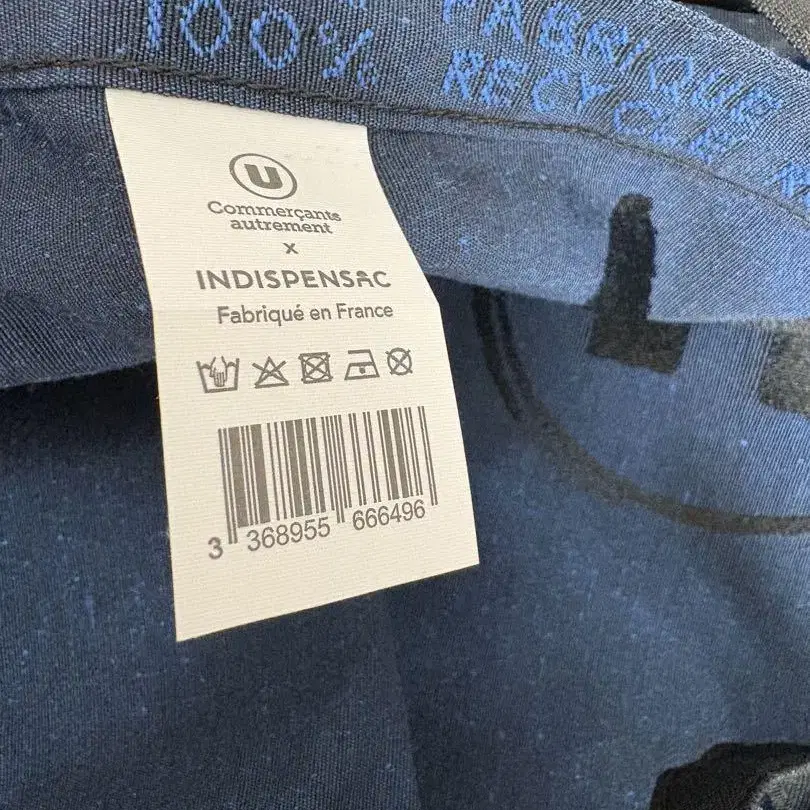 100% FABRIQUÉ
RECYCLÉ
U
Commerçants
autrement
x
INDISPENSAC
Fabriqué en France
3 368955 666496